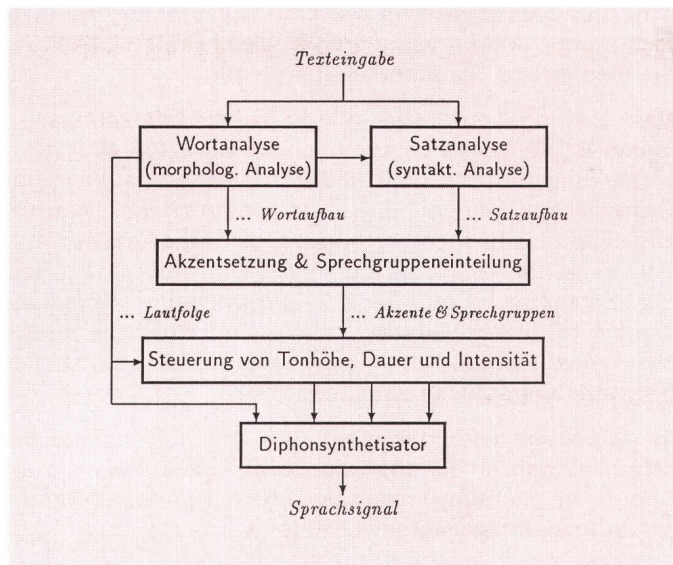 Texteingabe
Wortanalyse
(morpholog. Analyse)
Satzanalyse
(syntakt. Analyse)
... Wortaufbau
... Satzaufbau
Akzentsetzung & Sprechgruppeneinteilung
... Lautfolge
... Akzente & Sprechgruppen
Steuerung von Tonhöhe, Dauer und Intensität
Diphonsynthetisator
Sprachsignal